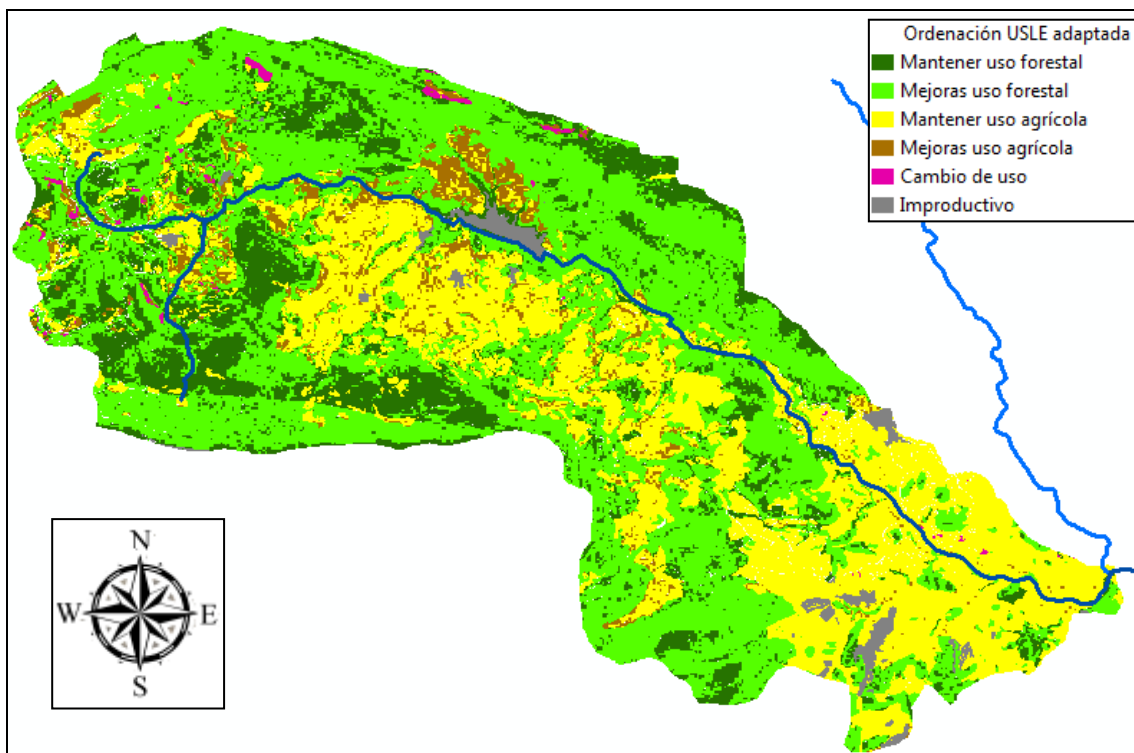 Ordenación USLE adaptada
Mantener uso forestal
Mejoras uso forestal
Mantener uso agrícola
Mejoras uso agrícola
Cambio de uso
Improductivo
N
W
E
S